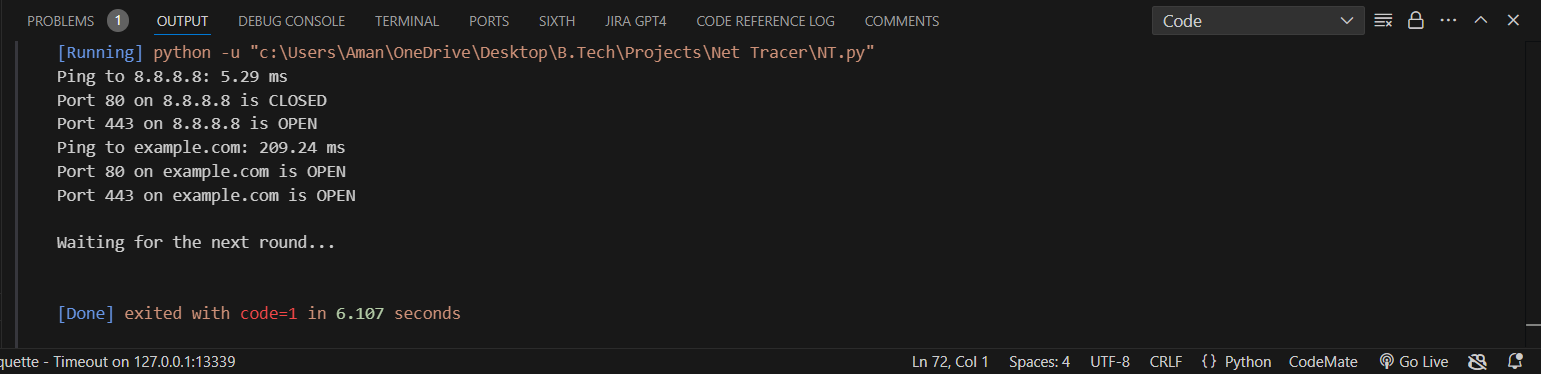 PROBLEMS 1 OUTPUT DEBUG CONSOLE TERMINAL PORTS SIXTH JIRA GPT4 CODE REFERENCE LOG COMMENTS Code
[Running] python -u "c:\Users\Aman\OneDrive\Desktop\B.Tech\Projects\Net Tracer\NT.py"
Ping to 8.8.8.8: 5.29 ms
Port 80 on 8.8.8.8 is CLOSED
Port 443 on 8.8.8.8 is OPEN
Ping to example.com: 209.24 ms
Port 80 on example.com is OPEN
Port 443 on example.com is OPEN
Waiting for the next round...
[Done] exited with code=1 in 6.107 seconds
quette - Timeout on 127.0.0.1:13339 Ln 72, Col 1 Spaces: 4 UTF-8 CRLF {} Python CodeMate Go Live